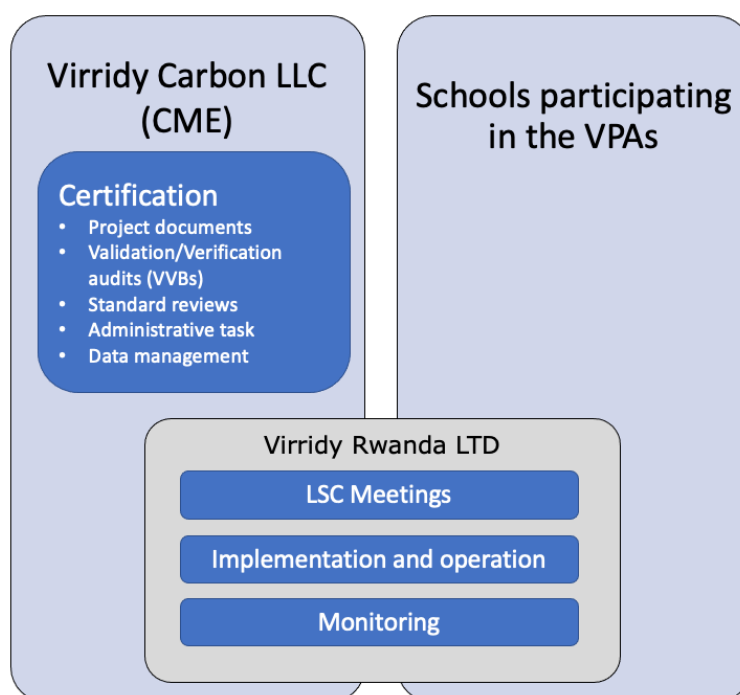 Virridy Carbon LLC
(CME)
Certification
• Project documents
• Validation/Verification
audits (VVBs)
• Standard reviews
• Administrative task
• Data management
Schools participating
in the VPAs
Virridy Rwanda LTD
LSC Meetings
Implementation and operation
Monitoring